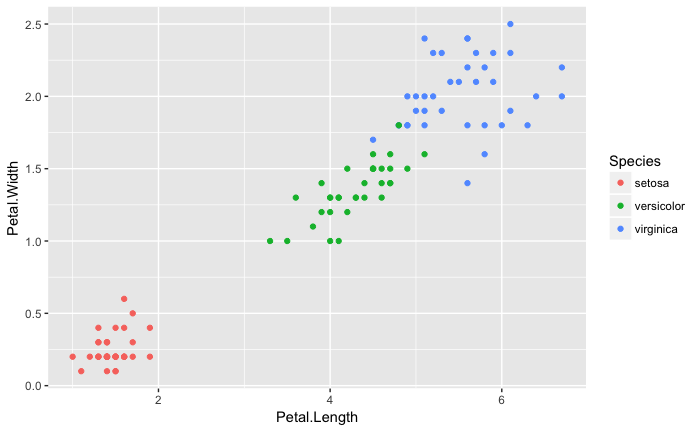 2.5
2.0
1.5
1.0
0.5
0.0
Petal.Width
2 4 6
Petal.Length
Species
setosa
versicolor
virginica